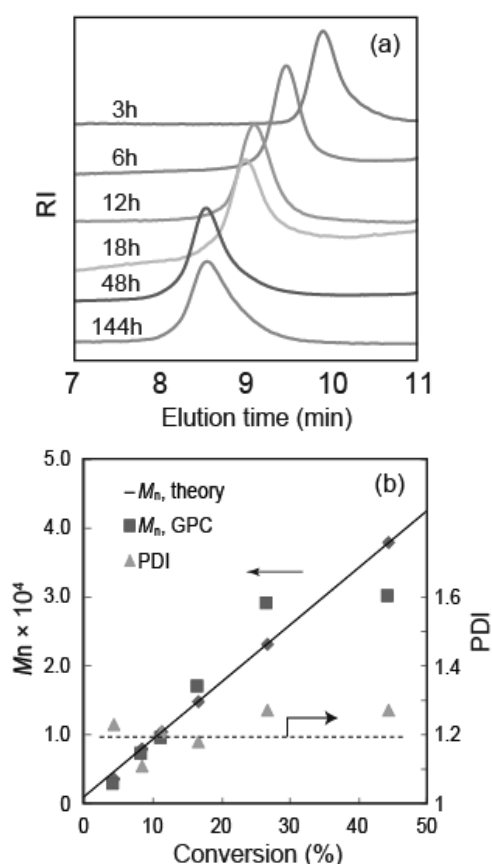 (a)
3h
6h
12h
18h
48h
144h
RI
7 8 9 10 11
Elution time (min)
(b)
5.0
4.0
3.0
2.0
1.0
0
Mn × 10⁴
– Mn, theory
■ Mn, GPC
▲ PDI
1.6
1.4
1.2
1
PDI
0 10 20 30 40 50
Conversion (%)